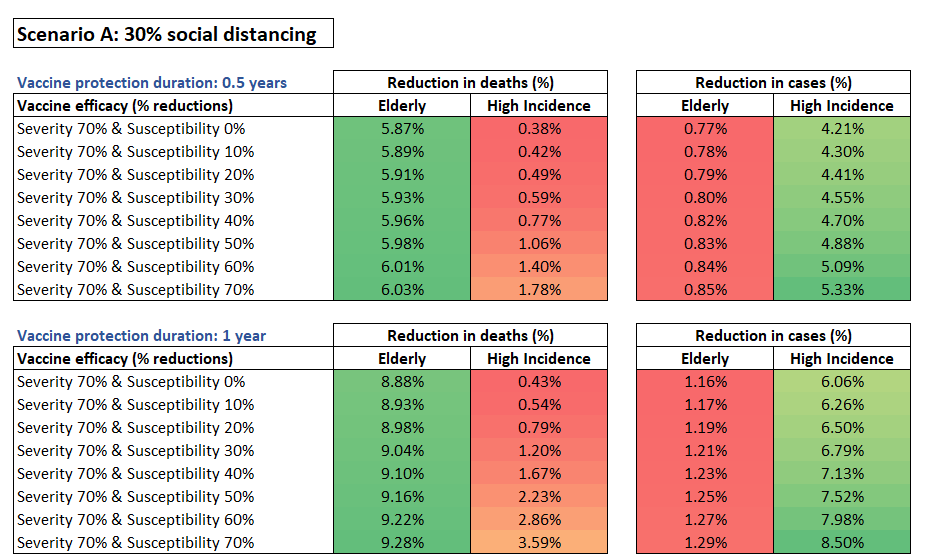 Scenario A: 30% social distancing
Vaccine protection duration: 0.5 years Reduction in deaths (%) Reduction in cases (%)
Vaccine efficacy (% reductions) Elderly High Incidence Elderly High Incidence
Severity 70% & Susceptibility 0% 5.87% 0.38% 0.77% 4.21%
Severity 70% & Susceptibility 10% 5.89% 0.42% 0.78% 4.30%
Severity 70% & Susceptibility 20% 5.91% 0.49% 0.79% 4.41%
Severity 70% & Susceptibility 30% 5.93% 0.59% 0.80% 4.55%
Severity 70% & Susceptibility 40% 5.96% 0.77% 0.82% 4.70%
Severity 70% & Susceptibility 50% 5.98% 1.06% 0.83% 4.88%
Severity 70% & Susceptibility 60% 6.01% 1.40% 0.84% 5.09%
Severity 70% & Susceptibility 70% 6.03% 1.78% 0.85% 5.33%
Vaccine protection duration: 1 year Reduction in deaths (%) Reduction in cases (%)
Vaccine efficacy (% reductions) Elderly High Incidence Elderly High Incidence
Severity 70% & Susceptibility 0% 8.88% 0.43% 1.16% 6.06%
Severity 70% & Susceptibility 10% 8.93% 0.54% 1.17% 6.26%
Severity 70% & Susceptibility 20% 8.98% 0.79% 1.19% 6.50%
Severity 70% & Susceptibility 30% 9.04% 1.20% 1.21% 6.79%
Severity 70% & Susceptibility 40% 9.10% 1.67% 1.23% 7.13%
Severity 70% & Susceptibility 50% 9.16% 2.23% 1.25% 7.52%
Severity 70% & Susceptibility 60% 9.22% 2.86% 1.27% 7.98%
Severity 70% & Susceptibility 70% 9.28% 3.59% 1.29% 8.50%